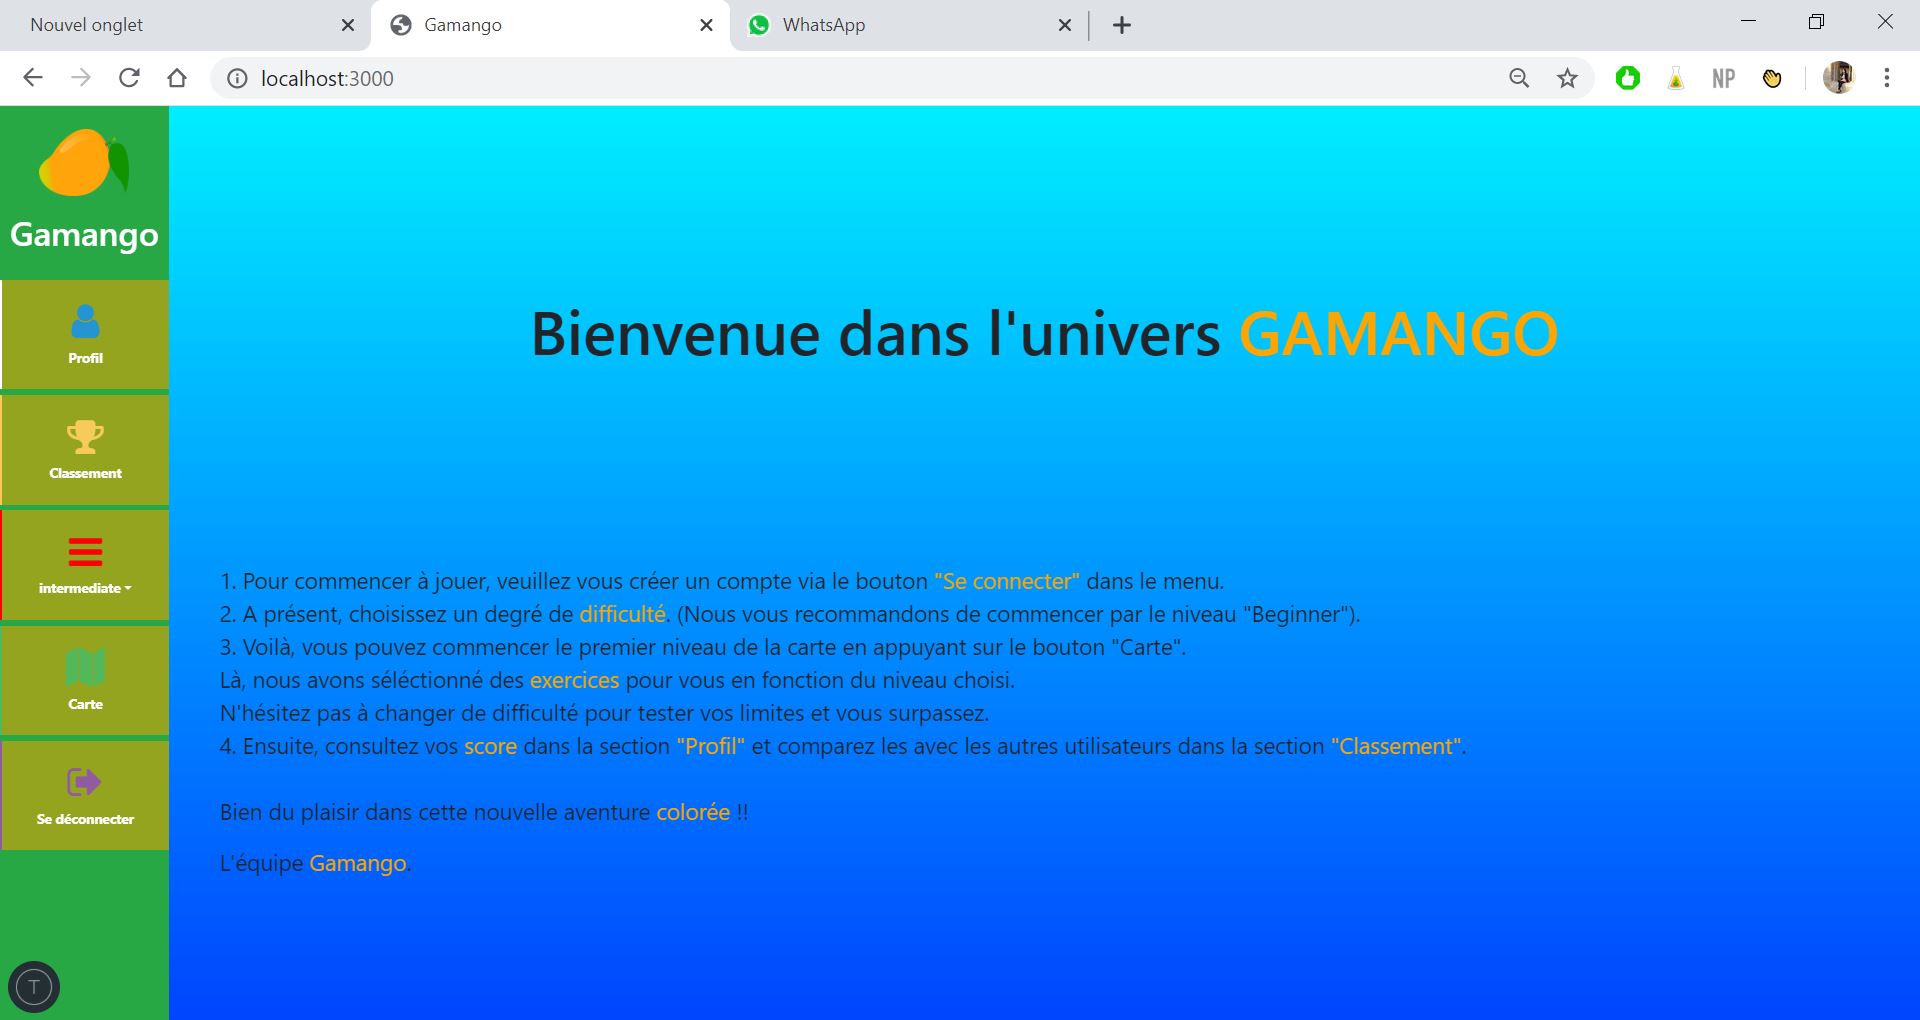 Nouvel onglet
Gamango
WhatsApp
localhost:3000
NP
Gamango
Profil
Classement
intermediate
Carte
Se déconnecter
T
Bienvenue dans l'univers GAMANGO
1. Pour commencer à jouer, veuillez vous créer un compte via le bouton "Se connecter" dans le menu.
2. A présent, choisissez un degré de difficulté. (Nous vous recommandons de commencer par le niveau "Beginner").
3. Voilà, vous pouvez commencer le premier niveau de la carte en appuyant sur le bouton "Carte".
Là, nous avons séléctionné des exercices pour vous en fonction du niveau choisi.
N'hésitez pas à changer de difficulté pour tester vos limites et vous surpassez.
4. Ensuite, consultez vos score dans la section "Profil" et comparez les avec les autres utilisateurs dans la section "Classement".
Bien du plaisir dans cette nouvelle aventure colorée !!
L'équipe Gamango.